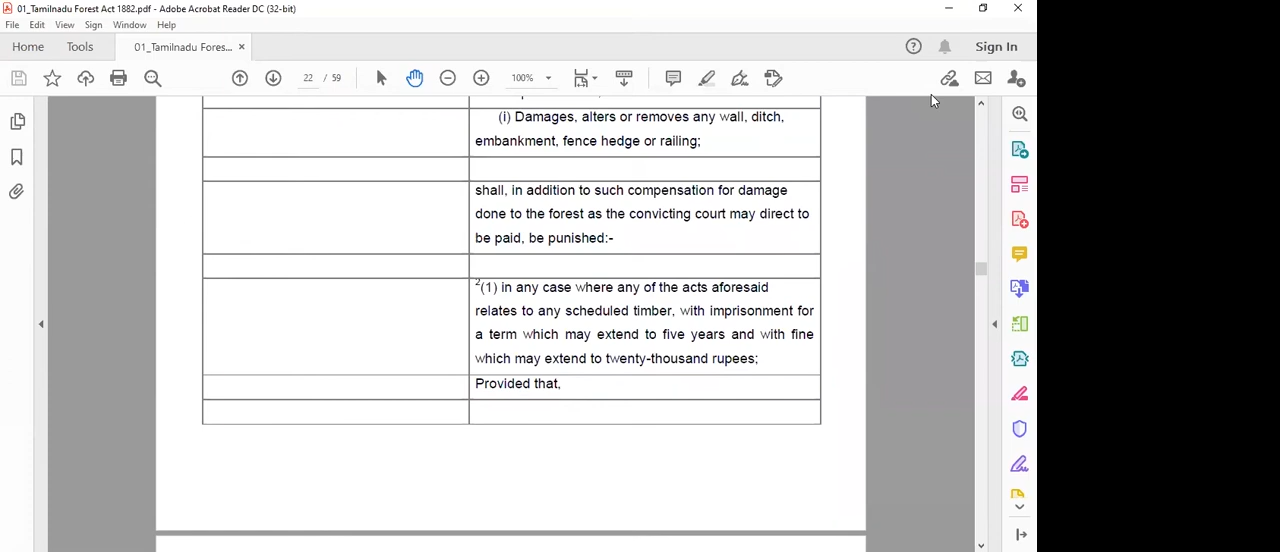 01_Tamilnadu Forest Act 1882.pdf - Adobe Acrobat Reader DC (32-bit)
File Edit View Sign Window Help
Home Tools 01_Tamilnadu Fores... × Sign In
22 / 59 100%
(i) Damages, alters or removes any wall, ditch,
embankment, fence hedge or railing;
shall, in addition to such compensation for damage
done to the forest as the convicting court may direct to
be paid, be punished:-
2(1) in any case where any of the acts aforesaid
relates to any scheduled timber, with imprisonment for
a term which may extend to five years and with fine
which may extend to twenty-thousand rupees;
Provided that,